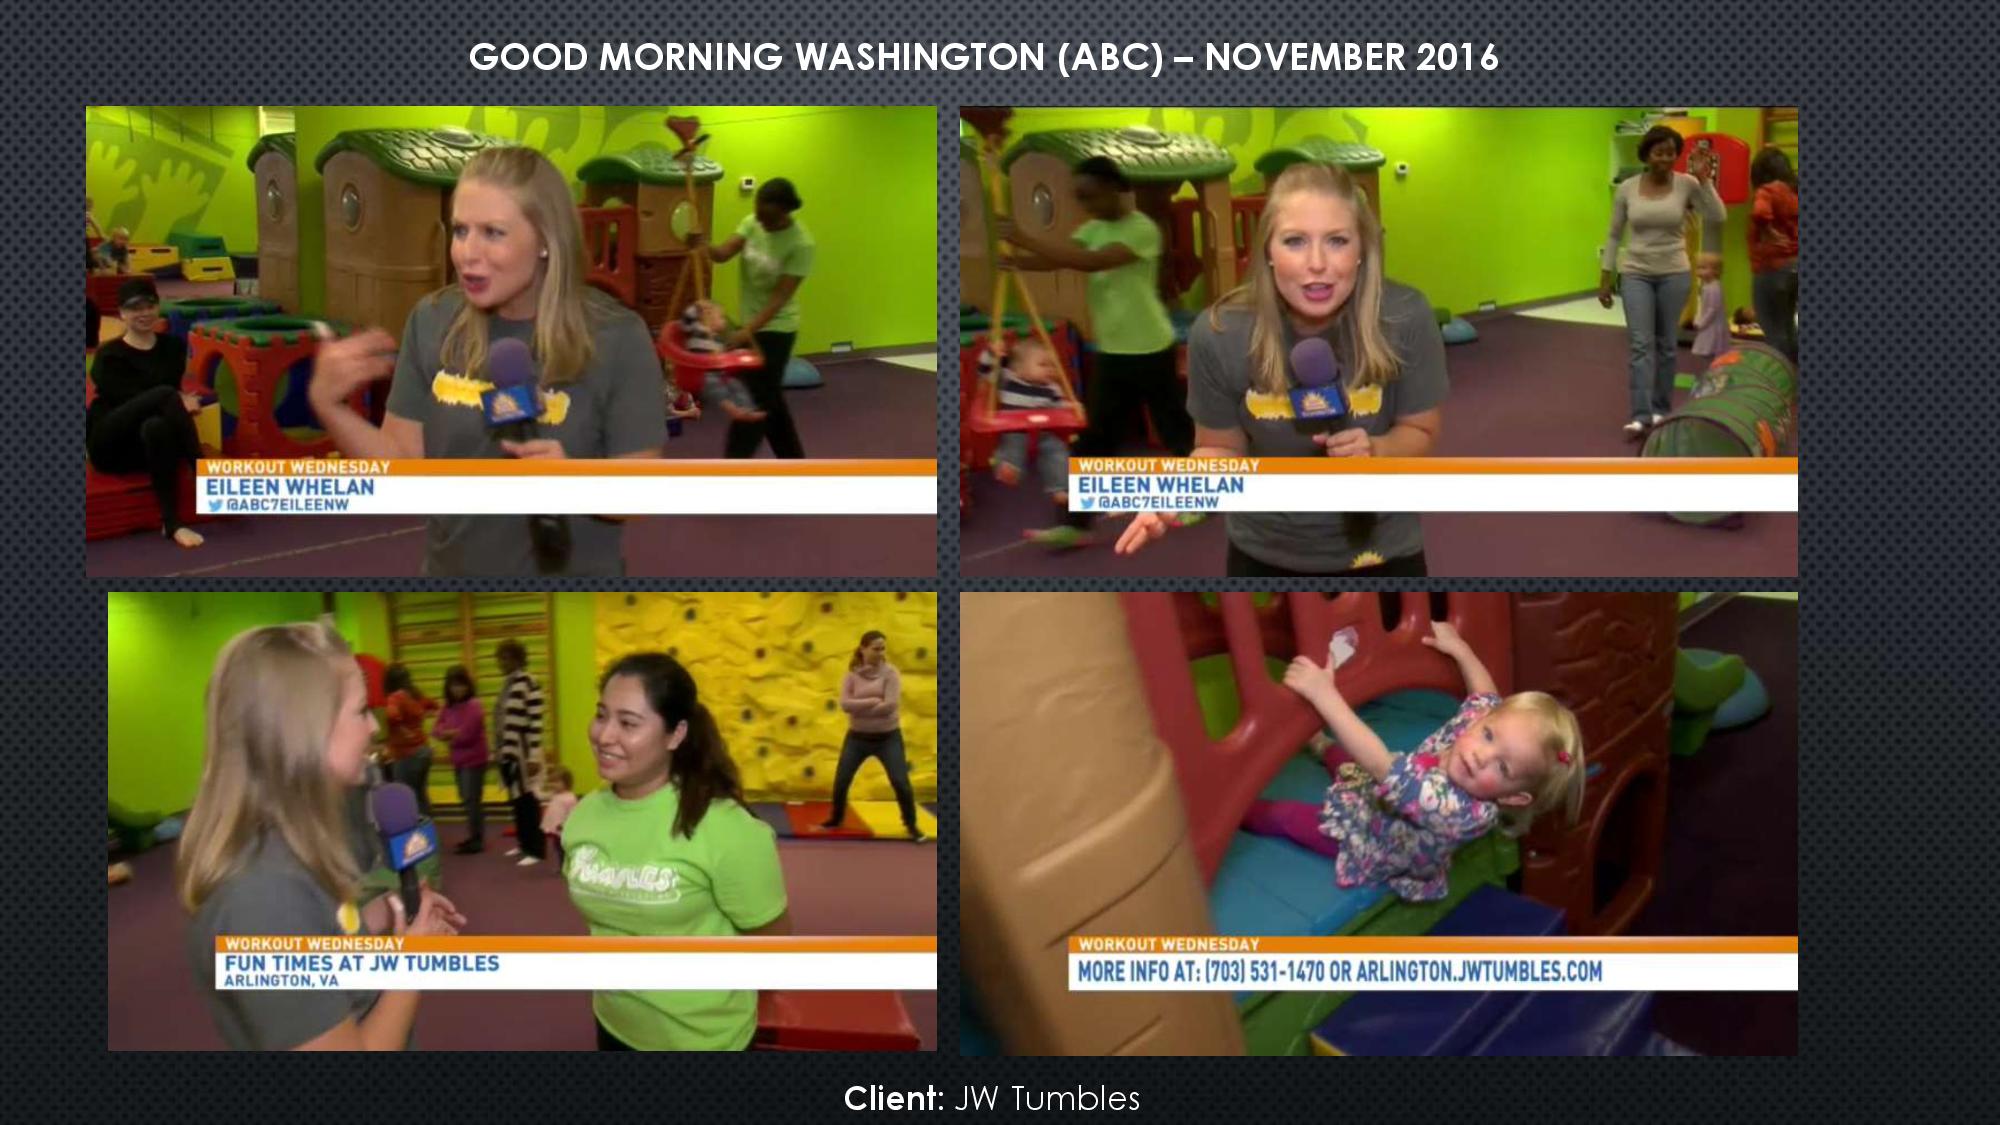 GOOD MORNING WASHINGTON (ABC) – NOVEMBER 2016
WORKOUT WEDNESDAY
EILEEN WHELAN
@ABC7EILEENW
WORKOUT WEDNESDAY
EILEEN WHELAN
@ABC7EILEENW
WORKOUT WEDNESDAY
FUN TIMES AT JW TUMBLES
ARLINGTON, VA
WORKOUT WEDNESDAY
MORE INFO AT: (703) 531-1470 OR ARLINGTON.JWTUMBLES.COM
Client: JW Tumbles